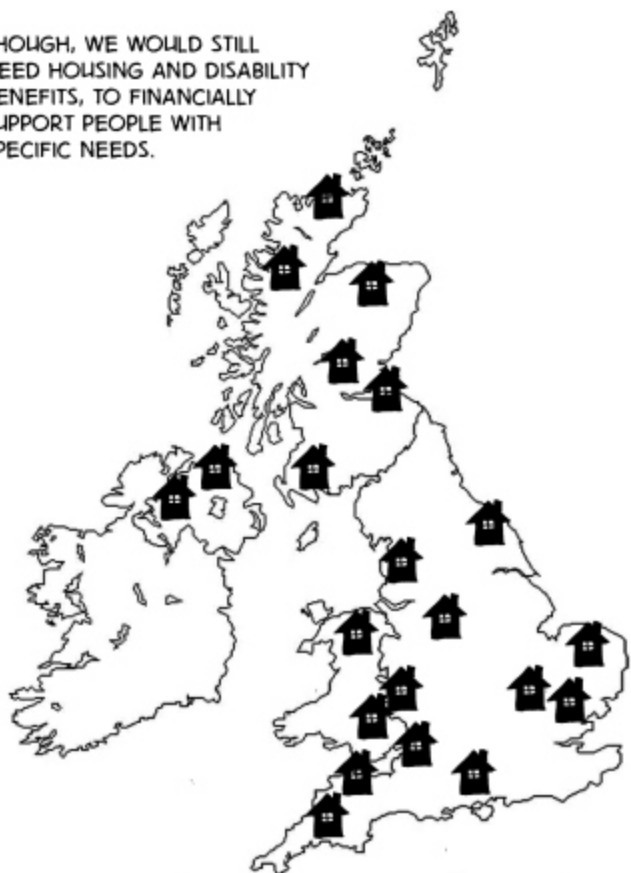 HOUGH, WE WOULD STILL
EED HOUSING AND DISABILITY
ENEFITS, TO FINANCIALLY
UPPORT PEOPLE WITH
PECIFIC NEEDS.